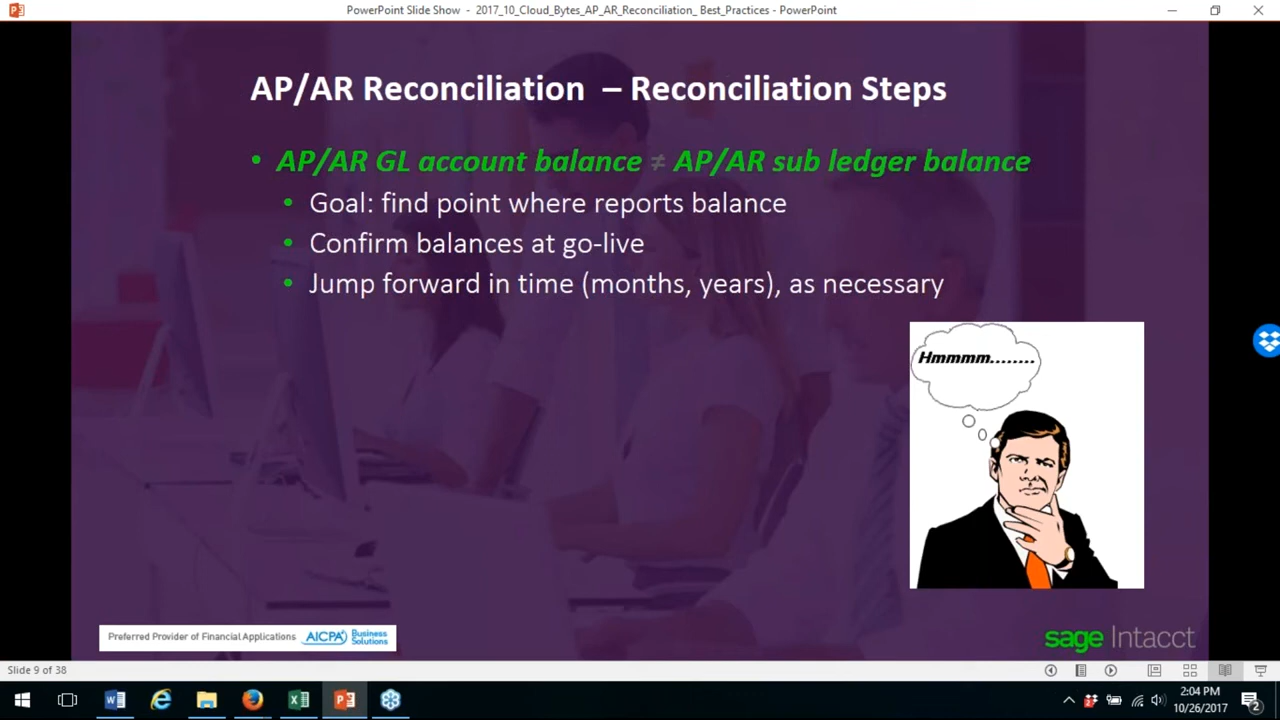 PowerPoint Slide Show - 2017_10_Cloud_Bytes_AP_AR_Reconciliation_ Best_Practices - PowerPoint
AP/AR Reconciliation – Reconciliation Steps
• AP/AR GL account balance ≠ AP/AR sub ledger balance
• Goal: find point where reports balance
• Confirm balances at go-live
• Jump forward in time (months, years), as necessary
Hmmmm........
Preferred Provider of Financial Applications AICPA Business Solutions
sage Intacct
Slide 9 of 38
2:04 PM
10/26/2017
2